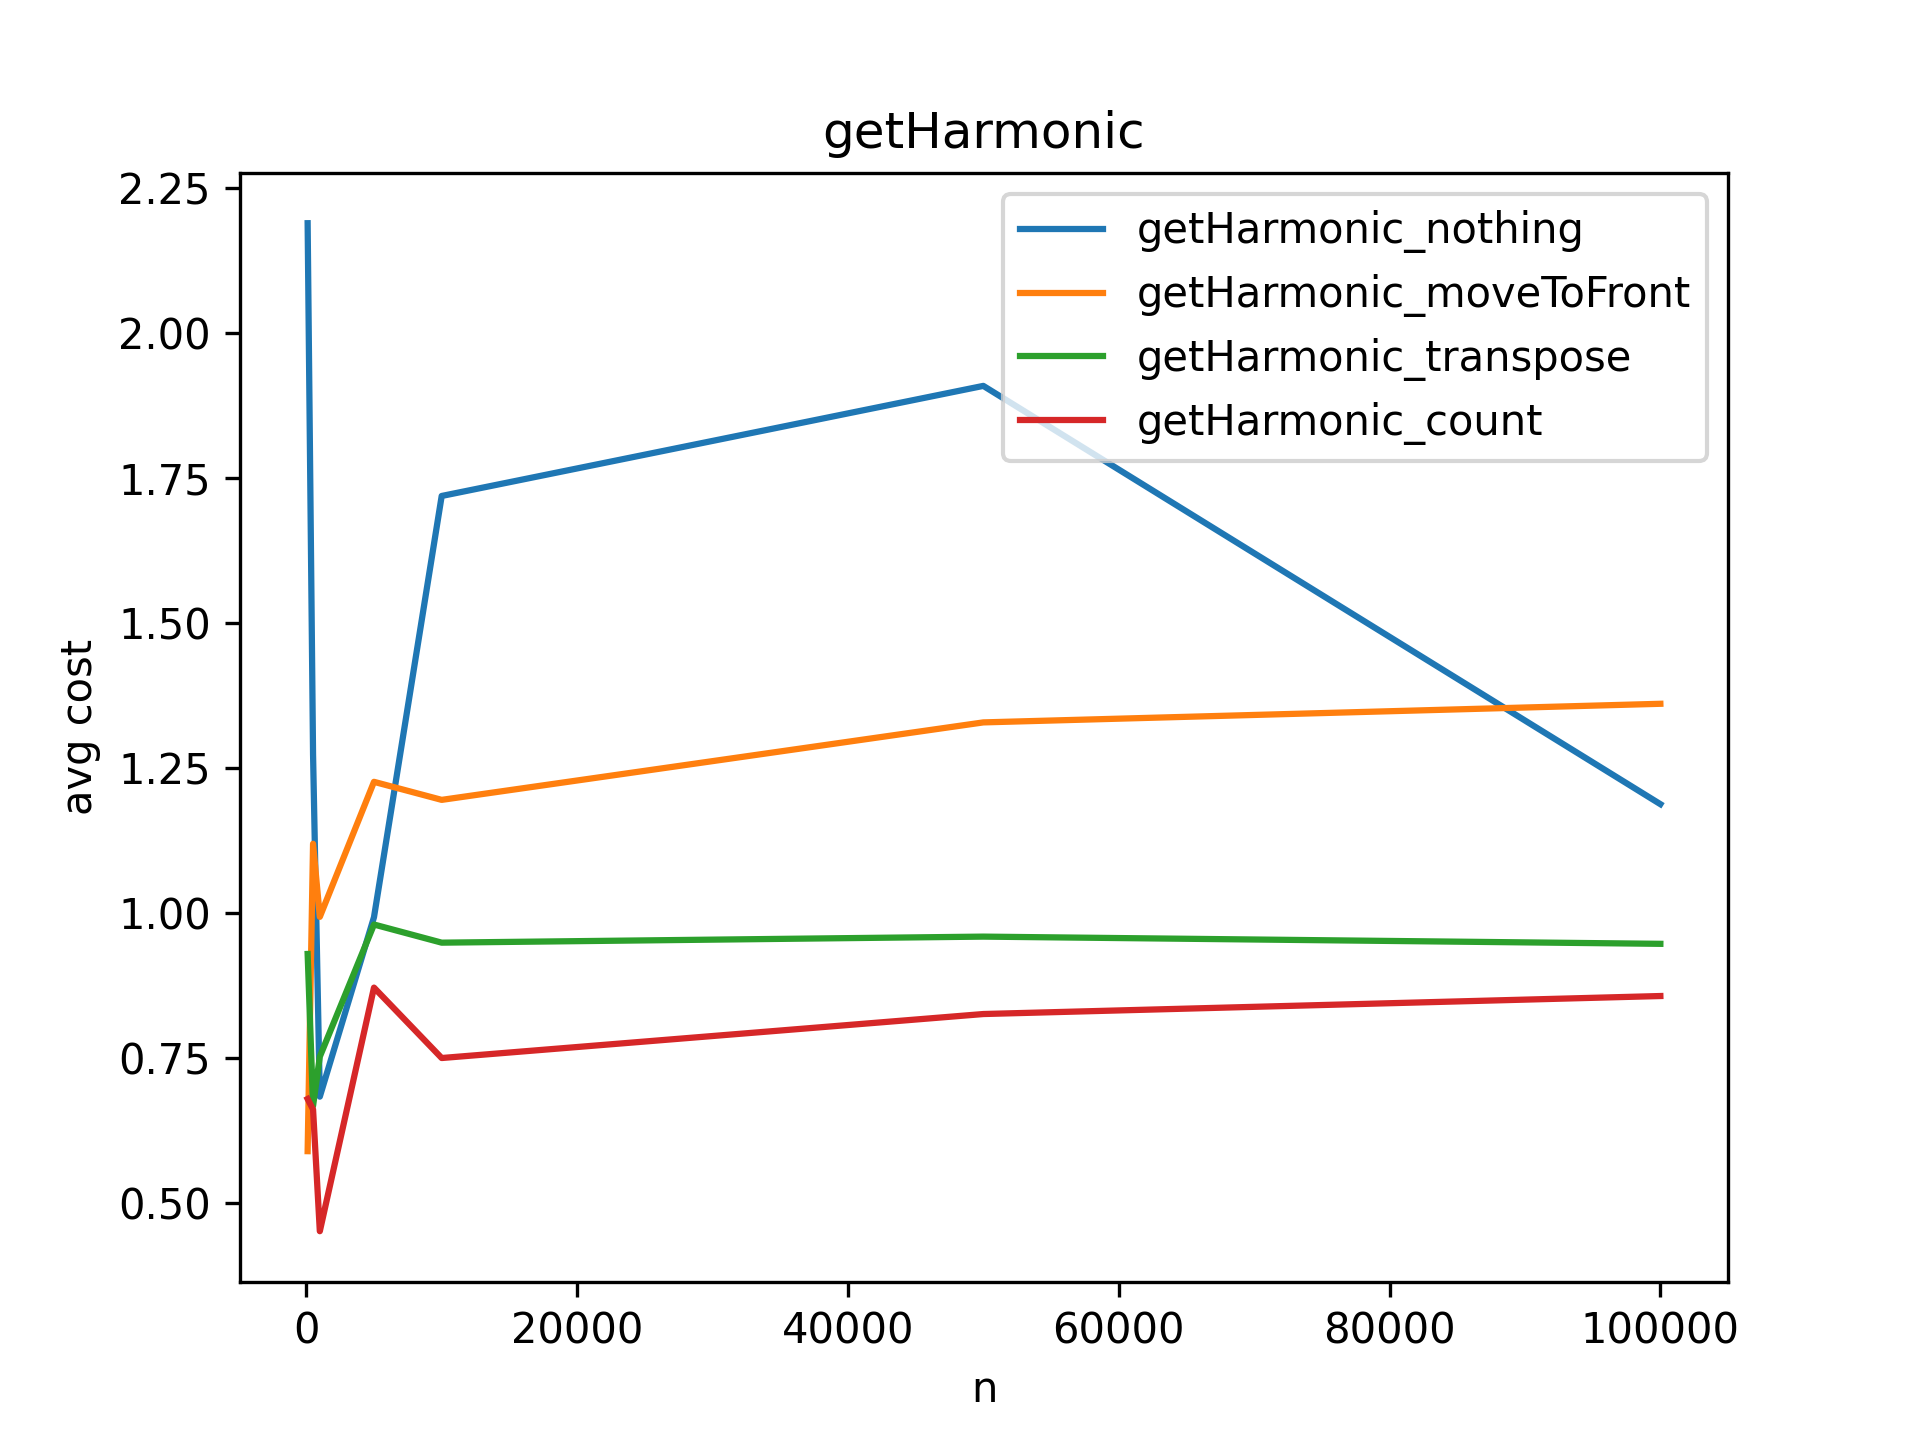 getHarmonic
2.25
2.00
1.75
1.50
1.25
1.00
0.75
0.50
avg cost
getHarmonic_nothing
getHarmonic_moveToFront
getHarmonic_transpose
getHarmonic_count
0 20000 40000 60000 80000 100000
n